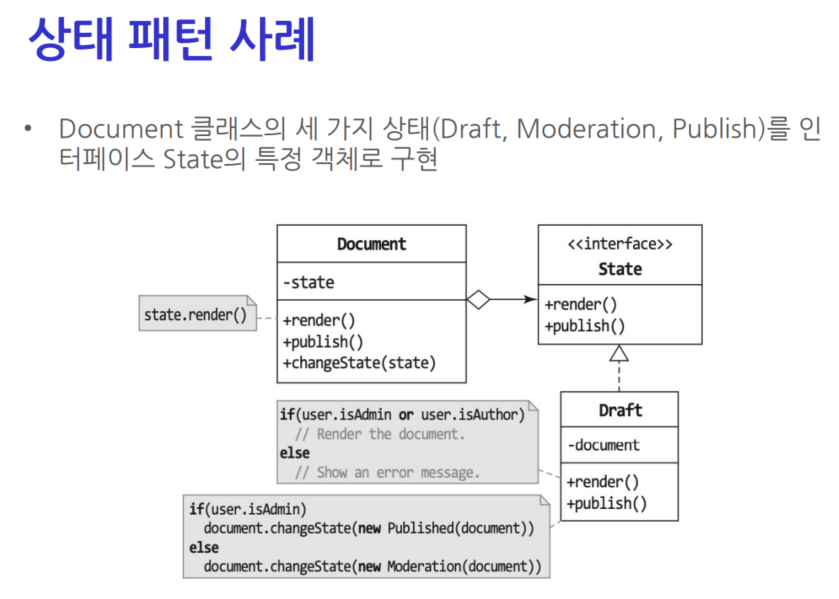 상태 패턴 사례
• Document 클래스의 세 가지 상태(Draft, Moderation, Publish)를 인
터페이스 State의 특정 객체로 구현
Document
-state
+render()
+publish()
+changeState(state)
state.render()
<<interface>>
State
+render()
+publish()
Draft
-document
+render()
+publish()
if(user.isAdmin or user.isAuthor)
// Render the document.
else
// Show an error message.
if(user.isAdmin)
document.changeState(new Published(document))
else
document.changeState(new Moderation(document))